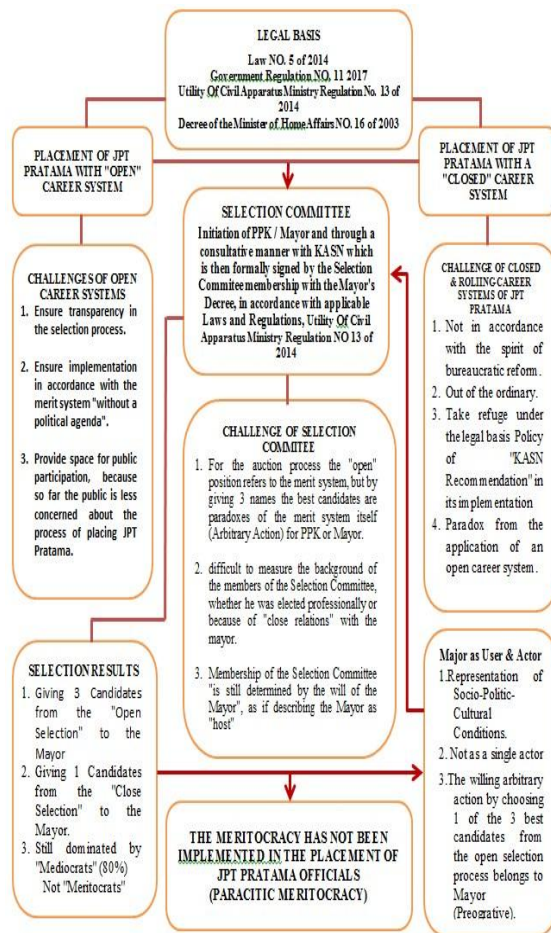 LEGAL BASIS
Law NO. 5 of 2014
Government Regulation NO. 11 2017
Utility Of Civil Apparatus Ministry Regulation No. 13 of
2014
Decree of the Minister of Home Affairs NO. 16 of 2003
PLACEMENT OF JPT
PRATAMA WITH "OPEN"
CAREER SYSTEM
PLACEMENT OF JPT
PRATAMA WITH A
"CLOSED" CAREER
SYSTEM
SELECTION COMMITTEE
Initiation of PPK / Mayor and through a
consultative manner with KASN which
is then formally signed by the Selection
Commitee membership with the Mayor's
Decree, in accordance with applicable
Laws and Regulations, Utility Of Civil
Apparatus Ministry Regulation NO 13 of
2014
CHALLENGES OF OPEN
CAREER SYSTEMS
1. Ensure transparency in
the selection process.
2. Ensure implementation
in accordance with the
merit system "without a
political agenda".
3. Provide space for public
participation, because
so far the public is less
concerned about the
process of placing JPT
Pratama.
CHALLENGE OF CLOSED
& ROLIING CAREER
SYSTEMS OF JPT
PRATAMA
1. Not in accordance
with the spirit of
bureaucratic reform.
2. Out of the ordinary.
3. Take refuge under
the legal basis Policy
of "KASN
Recommendation" in
its implementation
4. Paradox from the
application of an
open career system.
CHALLENGE OF SELECTION
COMMITEE
1. For the auction process the "open"
position refers to the merit system, but by
giving 3 names the best candidates are
paradoxes of the merit system itself
(Arbitrary Action) for PPK or Mayor.
2. difficult to measure the background of
the members of the Selection Committee,
whether he was elected professionally or
because of "close relations" with the
mayor.
3. Membership of the Selection Committee
"is still determined by the will of the
Mayor", as if describing the Mayor as
"host"
SELECTION RESULTS
1. Giving 3 Candidates
from the "Open
Selection" to the
Mayor
2. Giving 1 Candidates
from the "Close
Selection" to the
Mayor.
3. Still dominated by
"Mediocrats" (80%)
Not "Meritocrats"
Major as User & Actor
1.Representation of
Socio-Politic-
Cultural
Conditions.
2. Not as a single actor
3.The willing arbitrary
action by choosing
1 of the 3 best
candidates from
the open selection
process belongs to
Mayor
(Preogrative).
THE MERITOCRACY HAS NOT BEEN
IMPLEMENTED IN THE PLACEMENT OF
JPT PRATAMA OFFICIALS
(PARACITIC MERITOCRACY)